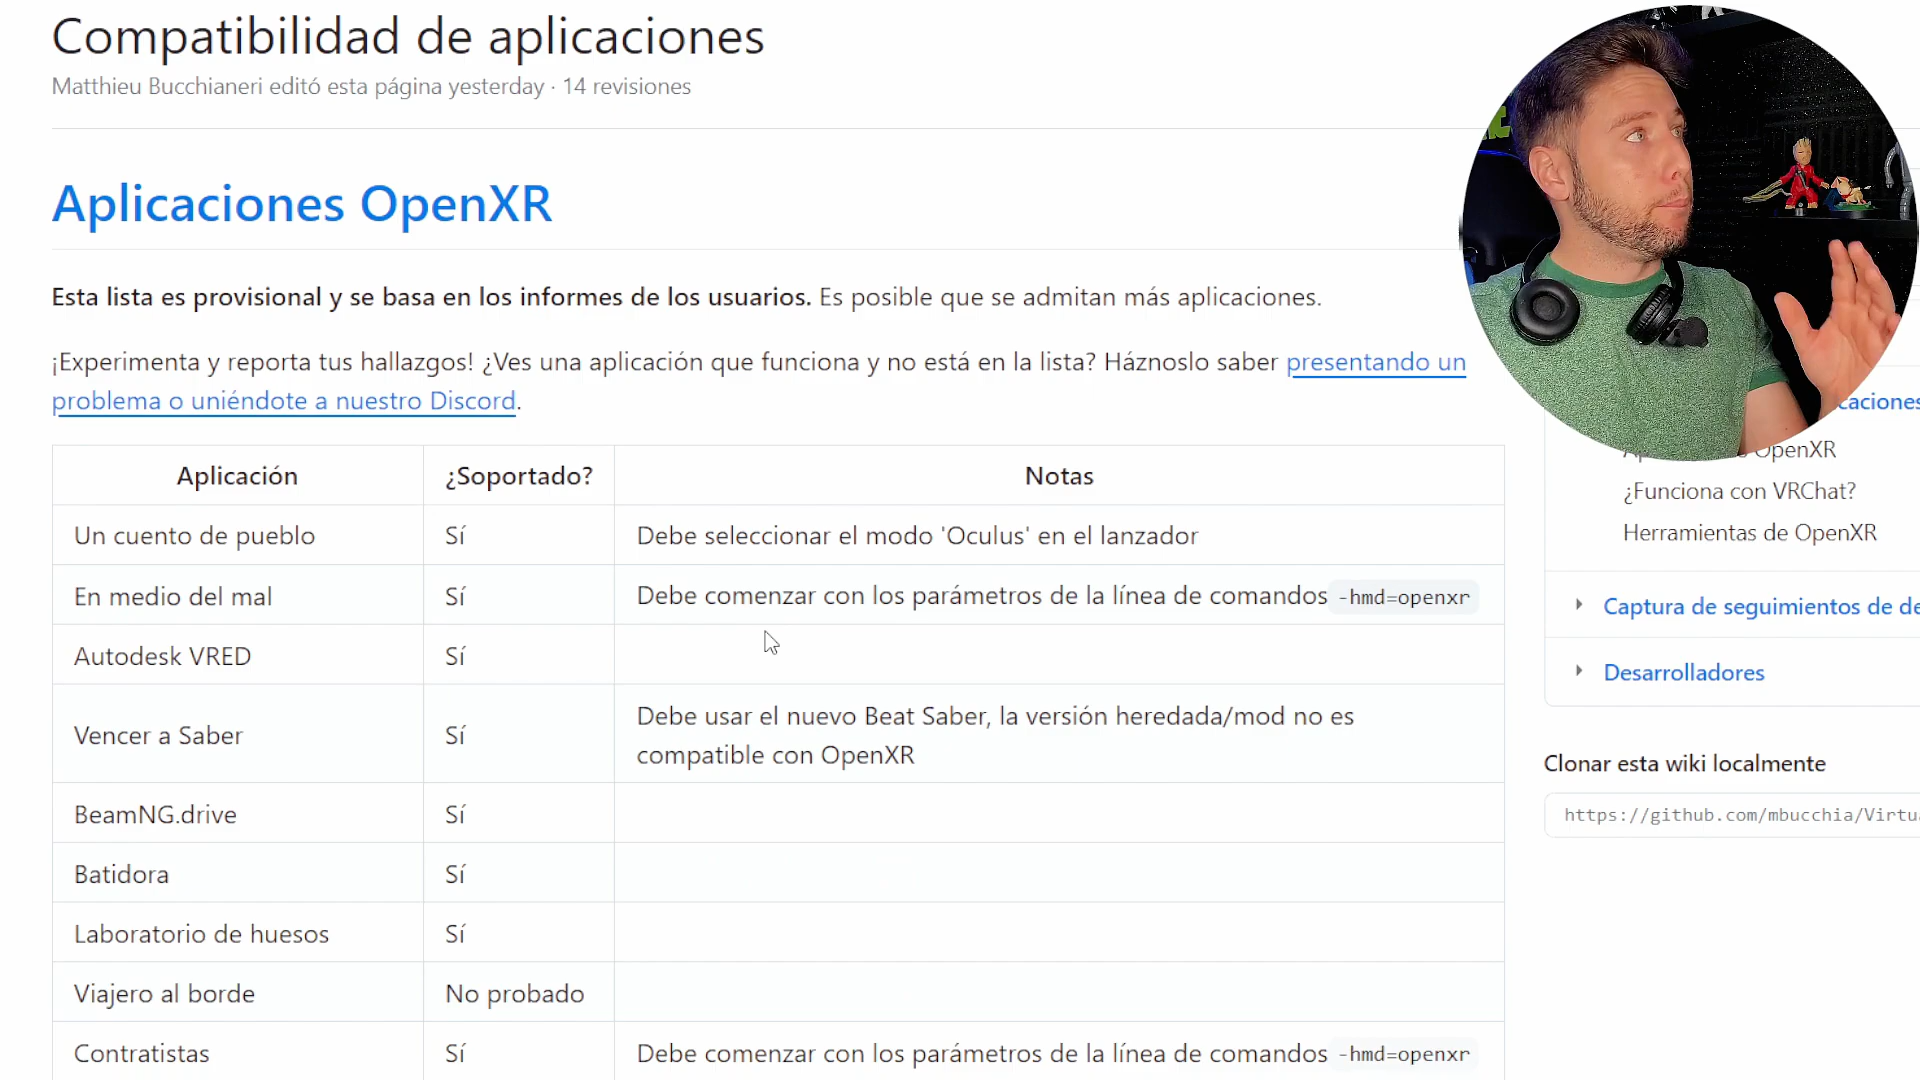 Compatibilidad de aplicaciones
Matthieu Bucchianeri editó esta página yesterday · 14 revisiones
Aplicaciones OpenXR
Esta lista es provisional y se basa en los informes de los usuarios. Es posible que se admitan más aplicaciones.
¡Experimenta y reporta tus hallazgos! ¿Ves una aplicación que funciona y no está en la lista? Háznoslo saber presentando un
problema o uniéndote a nuestro Discord.
Aplicación ¿Soportado? Notas
Un cuento de pueblo Sí Debe seleccionar el modo 'Oculus' en el lanzador
En medio del mal Sí Debe comenzar con los parámetros de la línea de comandos -hmd=openxr
Autodesk VRED Sí
Vencer a Saber Sí Debe usar el nuevo Beat Saber, la versión heredada/mod no es
compatible con OpenXR
BeamNG.drive Sí
Batidora Sí
Laboratorio de huesos Sí
Viajero al borde No probado
Contratistas Sí Debe comenzar con los parámetros de la línea de comandos -hmd=openxr
caciones
OpenXR
¿Funciona con VRChat?
Herramientas de OpenXR
Captura de seguimientos de de
Desarrolladores
Clonar esta wiki localmente
https://github.com/mbucchia/Virtu